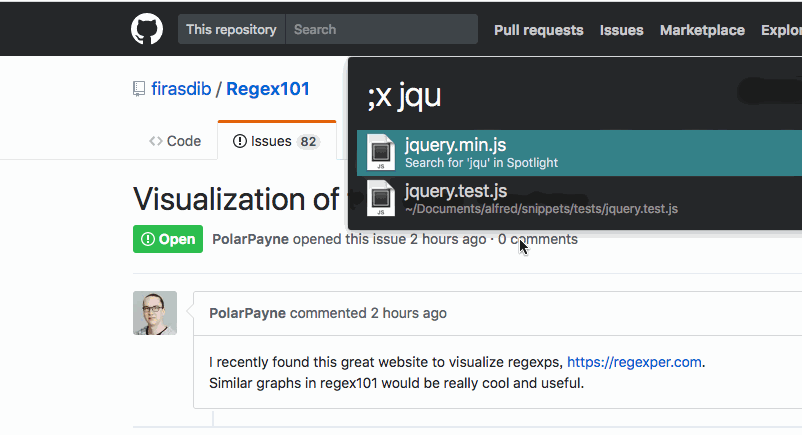 This repository Search Pull requests Issues Marketplace Explor
;x jqu
firasdib / Regex101
jquery.min.js
Search for 'jqu' in Spotlight
Code Issues 82
jquery.test.js
~/Documents/alfred/snippets/tests/jquery.test.js
JS
JS
Visualization of
Open PolarPayne opened this issue 2 hours ago · 0 comments
PolarPayne commented 2 hours ago
I recently found this great website to visualize regexps, https://regexper.com.
Similar graphs in regex101 would be really cool and useful.